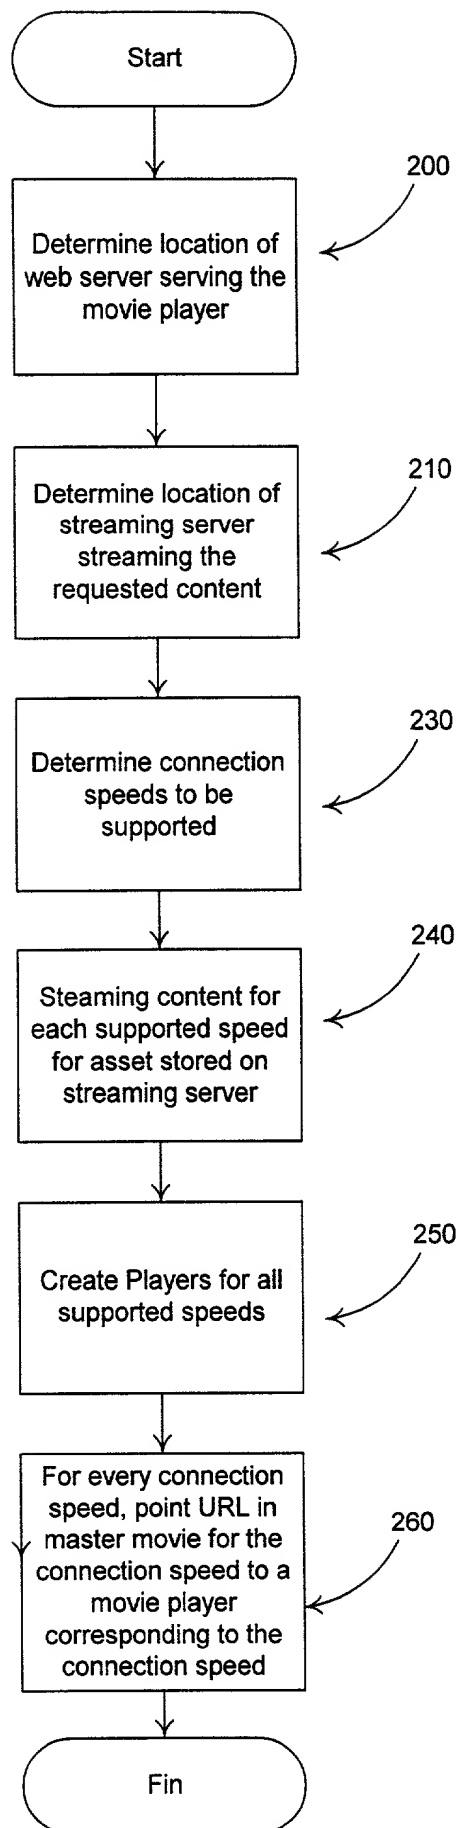 Start
200
Determine location of
web server serving the
movie player
210
Determine location of
streaming server
streaming the
requested content
230
Determine connection
speeds to be
supported
240
Steaming content for
each supported speed
for asset stored on
streaming server
250
Create Players for all
supported speeds
260
For every connection
speed, point URL in
master movie for the
connection speed to a
movie player
corresponding to the
connection speed
Fin